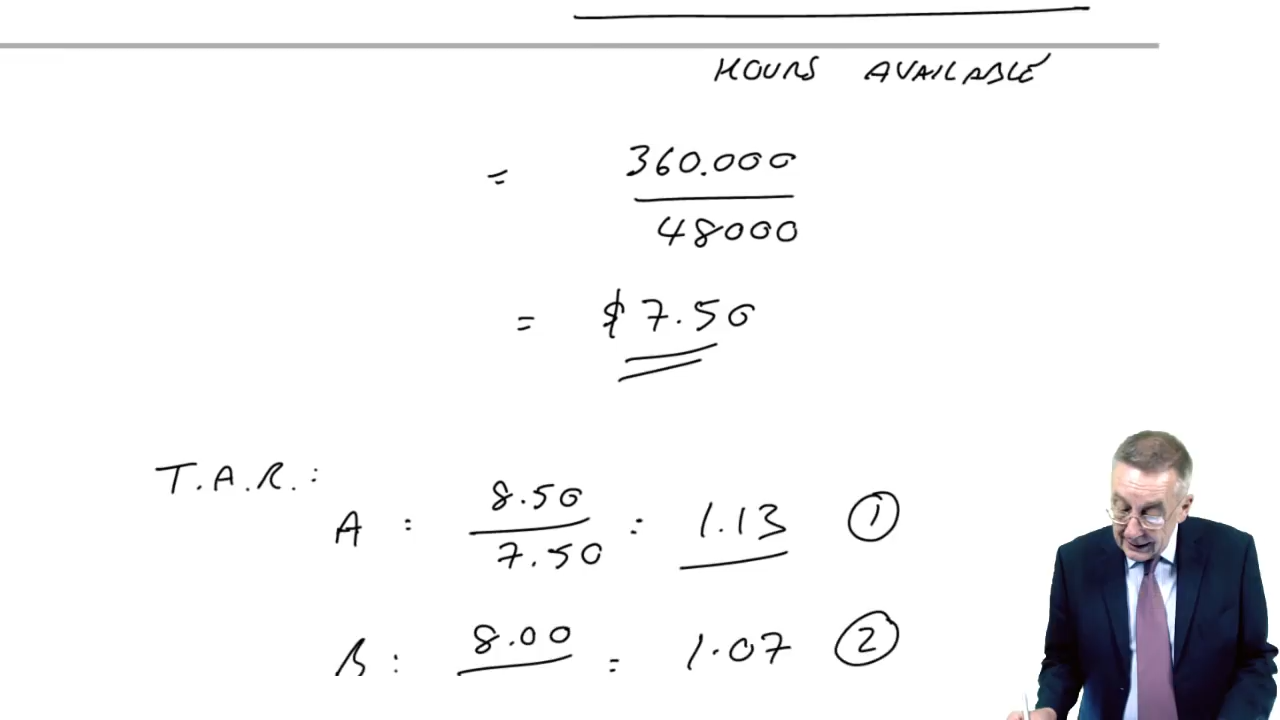 HOURS AVAILABLE
= 360.000
48000
= $7.50
T.A.R.:
A : 8.50
7.50 : 1.13 ①
B : 8.00 = 1.07 ②